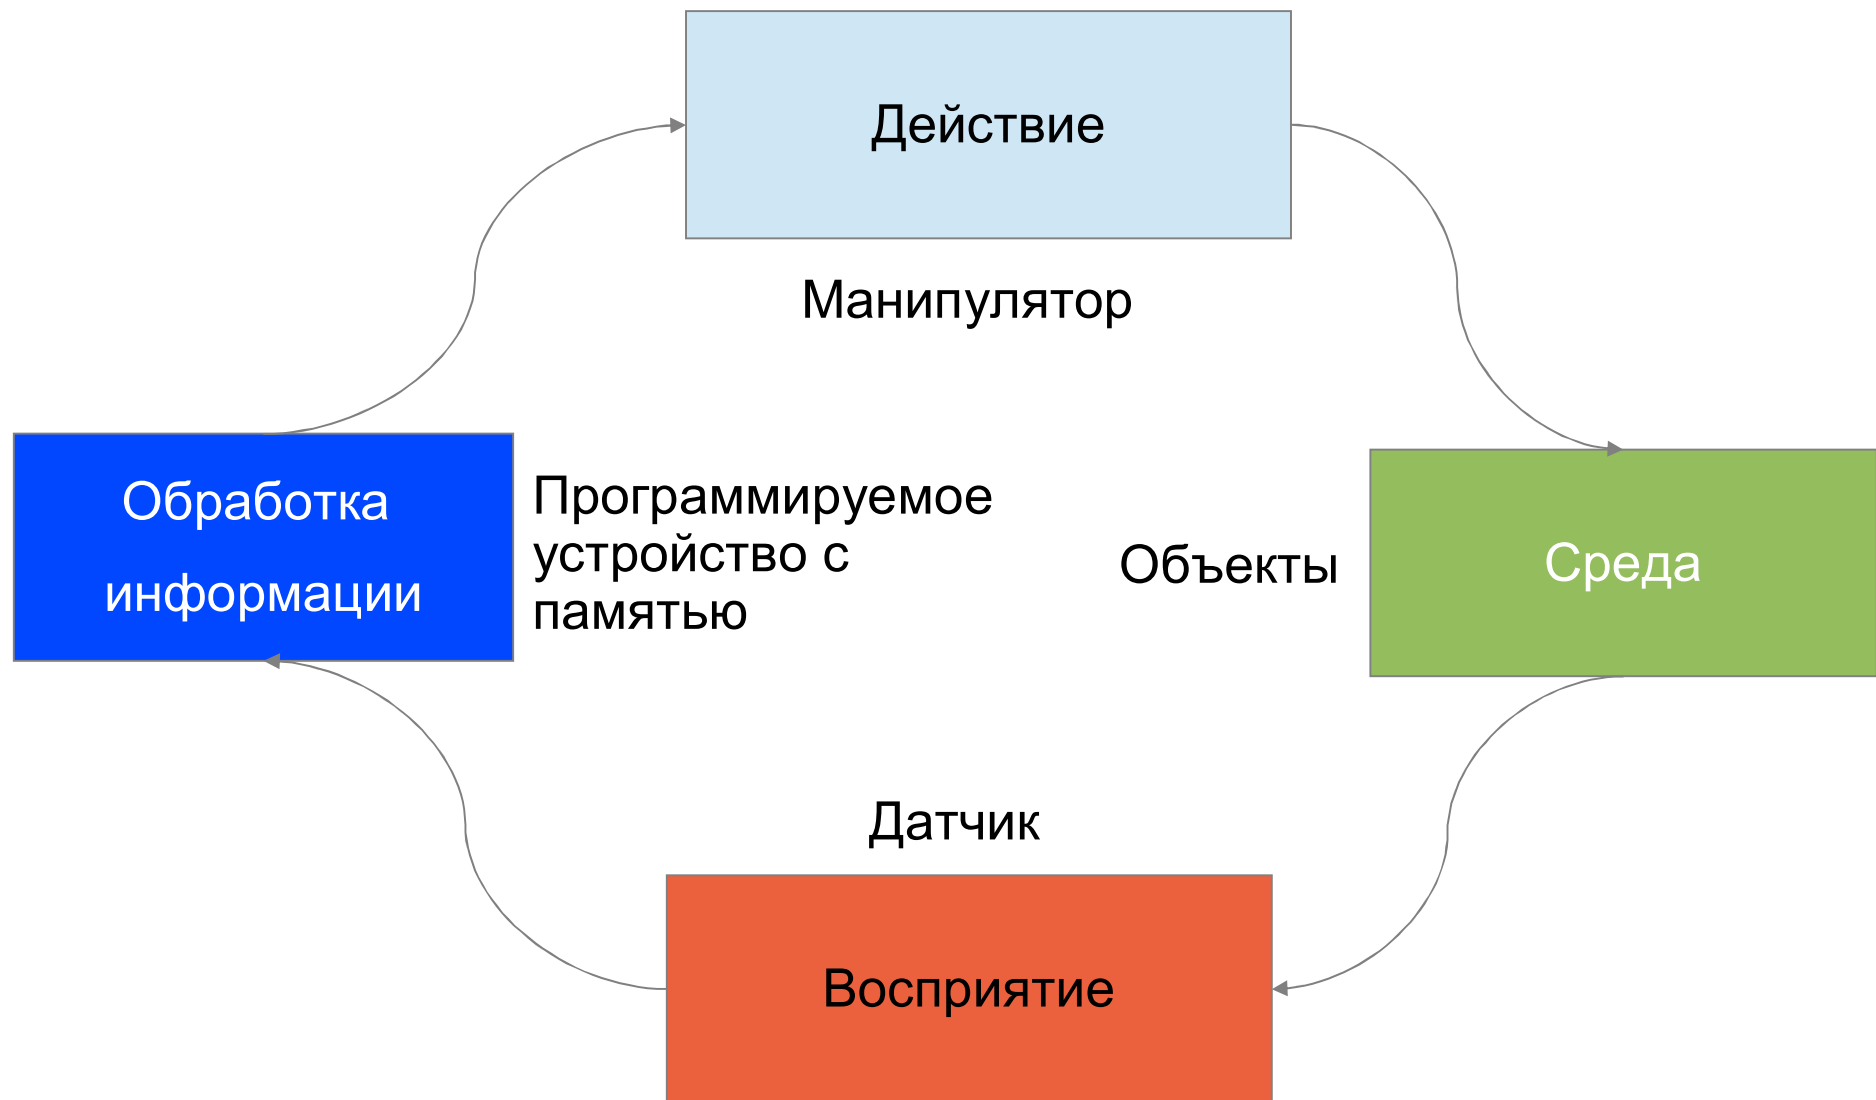 Действие
Манипулятор
Обработка
информации
Программируемое
устройство с
памятью
Объекты
Среда
Датчик
Восприятие